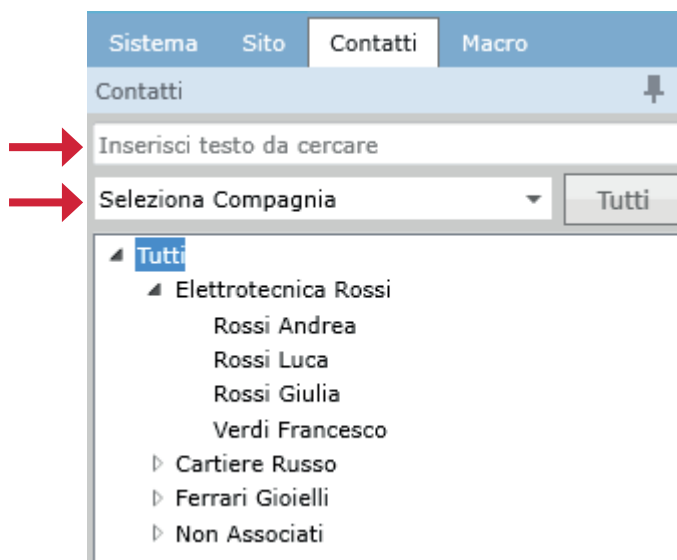 Sistema Sito Contatti Macro
Contatti
Inserisci testo da cercare
Seleziona Compagnia Tutti
Tutti
Elettrotecnica Rossi
Rossi Andrea
Rossi Luca
Rossi Giulia
Verdi Francesco
Cartiere Russo
Ferrari Gioielli
Non Associati